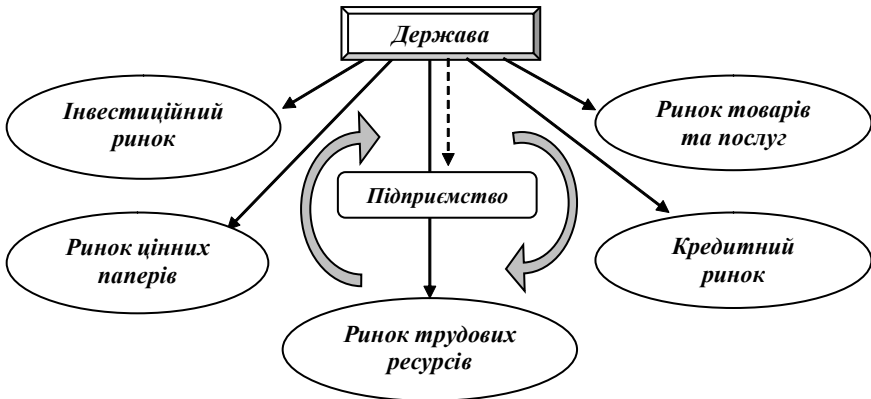 Держава
Інвестиційний
ринок
Ринок товарів
та послуг
Підприємство
Ринок цінних
паперів
Кредитний
ринок
Ринок трудових
ресурсів